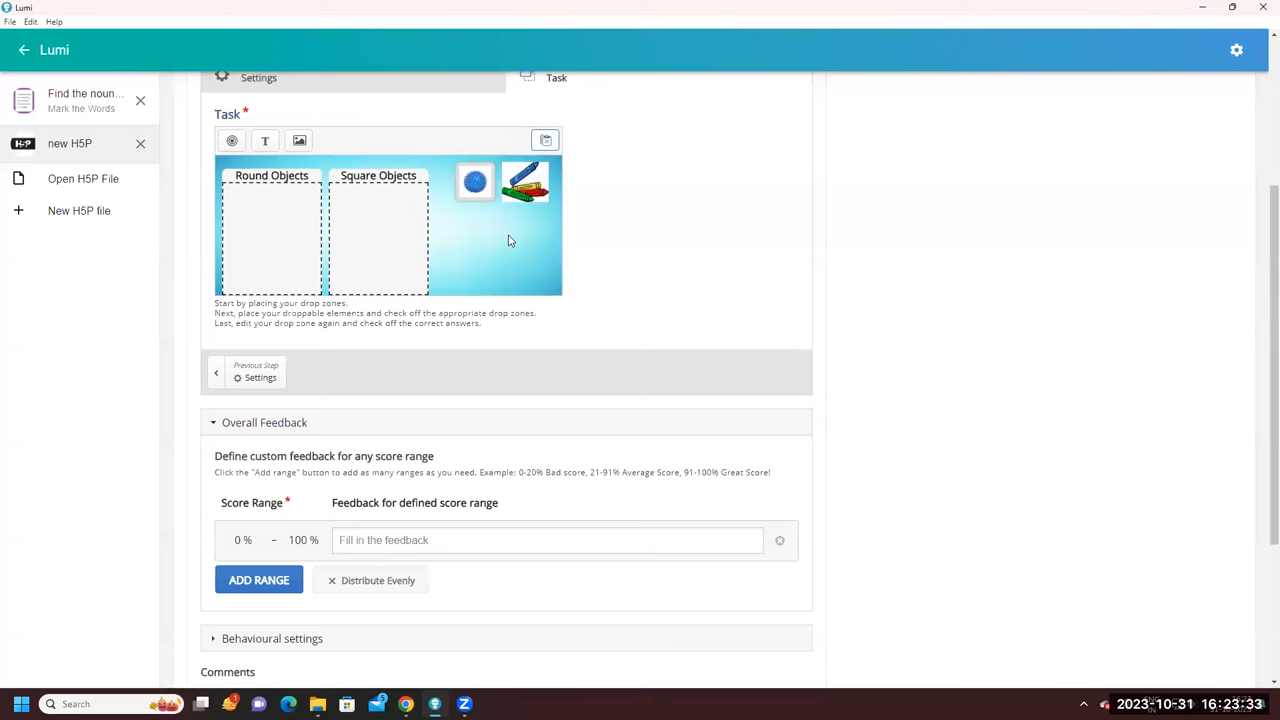 Lumi
File Edit Help
Lumi
Find the noun...
Mark the Words
H-P new H5P
Open H5P File
New H5P file
Settings
Task
Task *
T
Round Objects Square Objects
Start by placing your drop zones.
Next, place your droppable elements and check off the appropriate drop zones.
Last, edit your drop zone again and check off the correct answers.
Previous Step
Settings
Overall Feedback
Define custom feedback for any score range
Click the "Add range" button to add as many ranges as you need. Example: 0-20% Bad score, 21-91% Average Score, 91-100% Great Score!
Score Range * Feedback for defined score range
0 % - 100 % Fill in the feedback
ADD RANGE Distribute Evenly
Behavioural settings
Comments
Search
2023-10-31 16:23:33